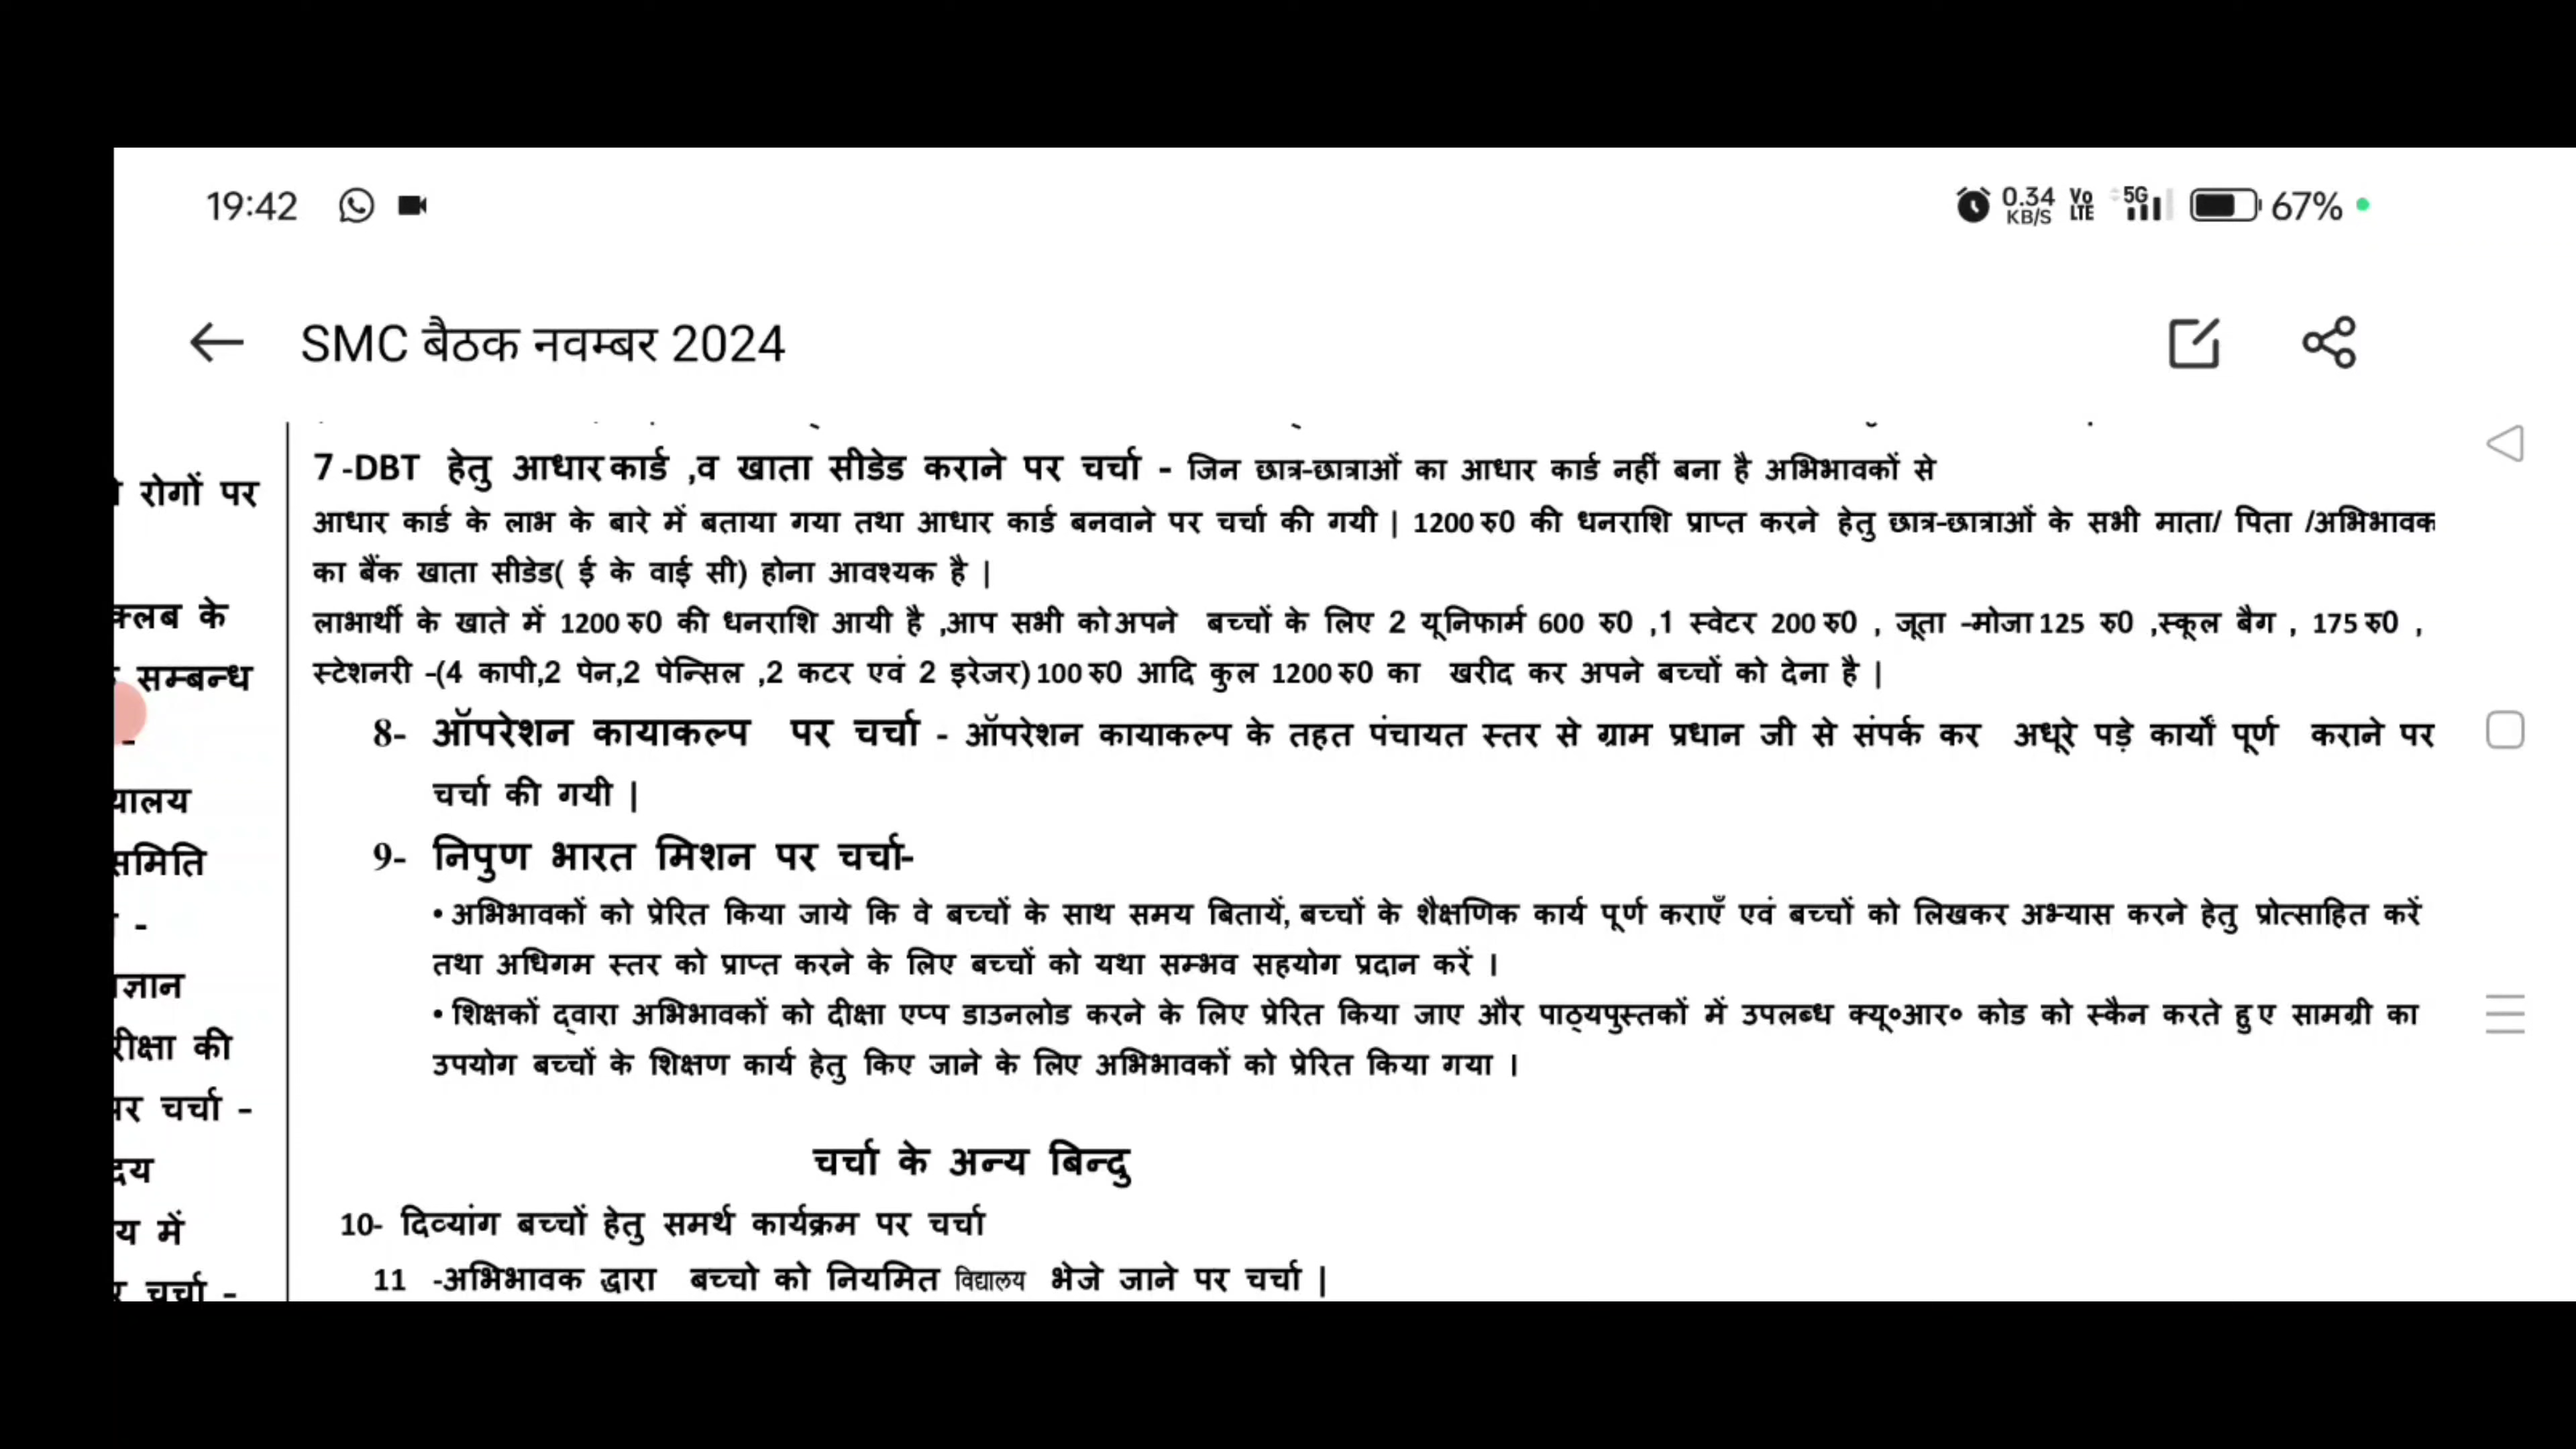 19:42
0.34 KB/S Vo LTE 5G 67%
SMC बैठक नवम्बर 2024
रोगों पर
क्लब के
सम्बन्ध
-
समिति
-
रीक्षा की
चर्चा -
य में
चर्चा -
7 -DBT हेतु आधार कार्ड ,व खाता सीडेड कराने पर चर्चा - जिन छात्र-छात्राओं का आधार कार्ड नहीं बना है अभिभावकों से
आधार कार्ड के लाभ के बारे में बताया गया तथा आधार कार्ड बनवाने पर चर्चा की गयी | 1200 रु0 की धनराशि प्राप्त करने हेतु छात्र-छात्राओं के सभी माता/ पिता /अभिभावक
का बैंक खाता सीडेड( ई के वाई सी) होना आवश्यक है |
लाभार्थी के खाते में 1200 रु0 की धनराशि आयी है ,आप सभी को अपने बच्चों के लिए 2 यूनिफार्म 600 रु0 ,1 स्वेटर 200 रु0 , जूता -मोजा 125 रु0 ,स्कूल बैग , 175 रु0 ,
स्टेशनरी -(4 कापी,2 पेन,2 पेन्सिल ,2 कटर एवं 2 इरेजर) 100 रु0 आदि कुल 1200 रु0 का खरीद कर अपने बच्चों को देना है |
8- ऑपरेशन कायाकल्प पर चर्चा - ऑपरेशन कायाकल्प के तहत पंचायत स्तर से ग्राम प्रधान जी से संपर्क कर अधूरे पड़े कार्यों पूर्ण कराने पर
चर्चा की गयी |
9- निपुण भारत मिशन पर चर्चा-
• अभिभावकों को प्रेरित किया जाये कि वे बच्चों के साथ समय बितायें, बच्चों के शैक्षणिक कार्य पूर्ण कराएँ एवं बच्चों को लिखकर अभ्यास करने हेतु प्रोत्साहित करें
तथा अधिगम स्तर को प्राप्त करने के लिए बच्चों को यथा सम्भव सहयोग प्रदान करें ।
• शिक्षकों द्वारा अभिभावकों को दीक्षा एप्प डाउनलोड करने के लिए प्रेरित किया जाए और पाठ्यपुस्तकों में उपलब्ध क्यू॰आर॰ कोड को स्कैन करते हुए सामग्री का
उपयोग बच्चों के शिक्षण कार्य हेतु किए जाने के लिए अभिभावकों को प्रेरित किया गया ।
चर्चा के अन्य बिन्दु
10- दिव्यांग बच्चों हेतु समर्थ कार्यक्रम पर चर्चा
11 -अभिभावक द्वारा बच्चो को नियमित विद्यालय भेजे जाने पर चर्चा |